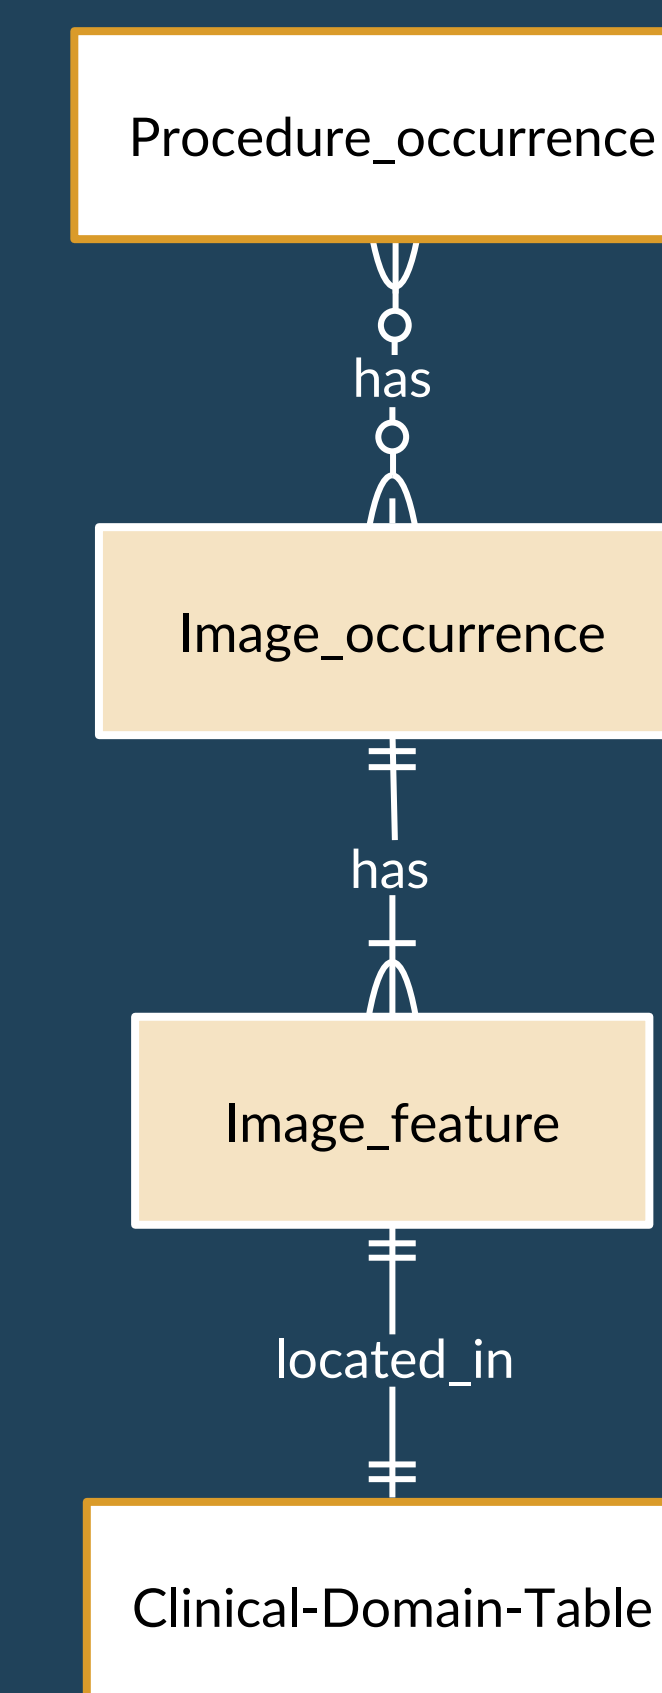 Procedure_occurrence
has
Image_occurrence
has
Image_feature
located_in
Clinical-Domain-Table